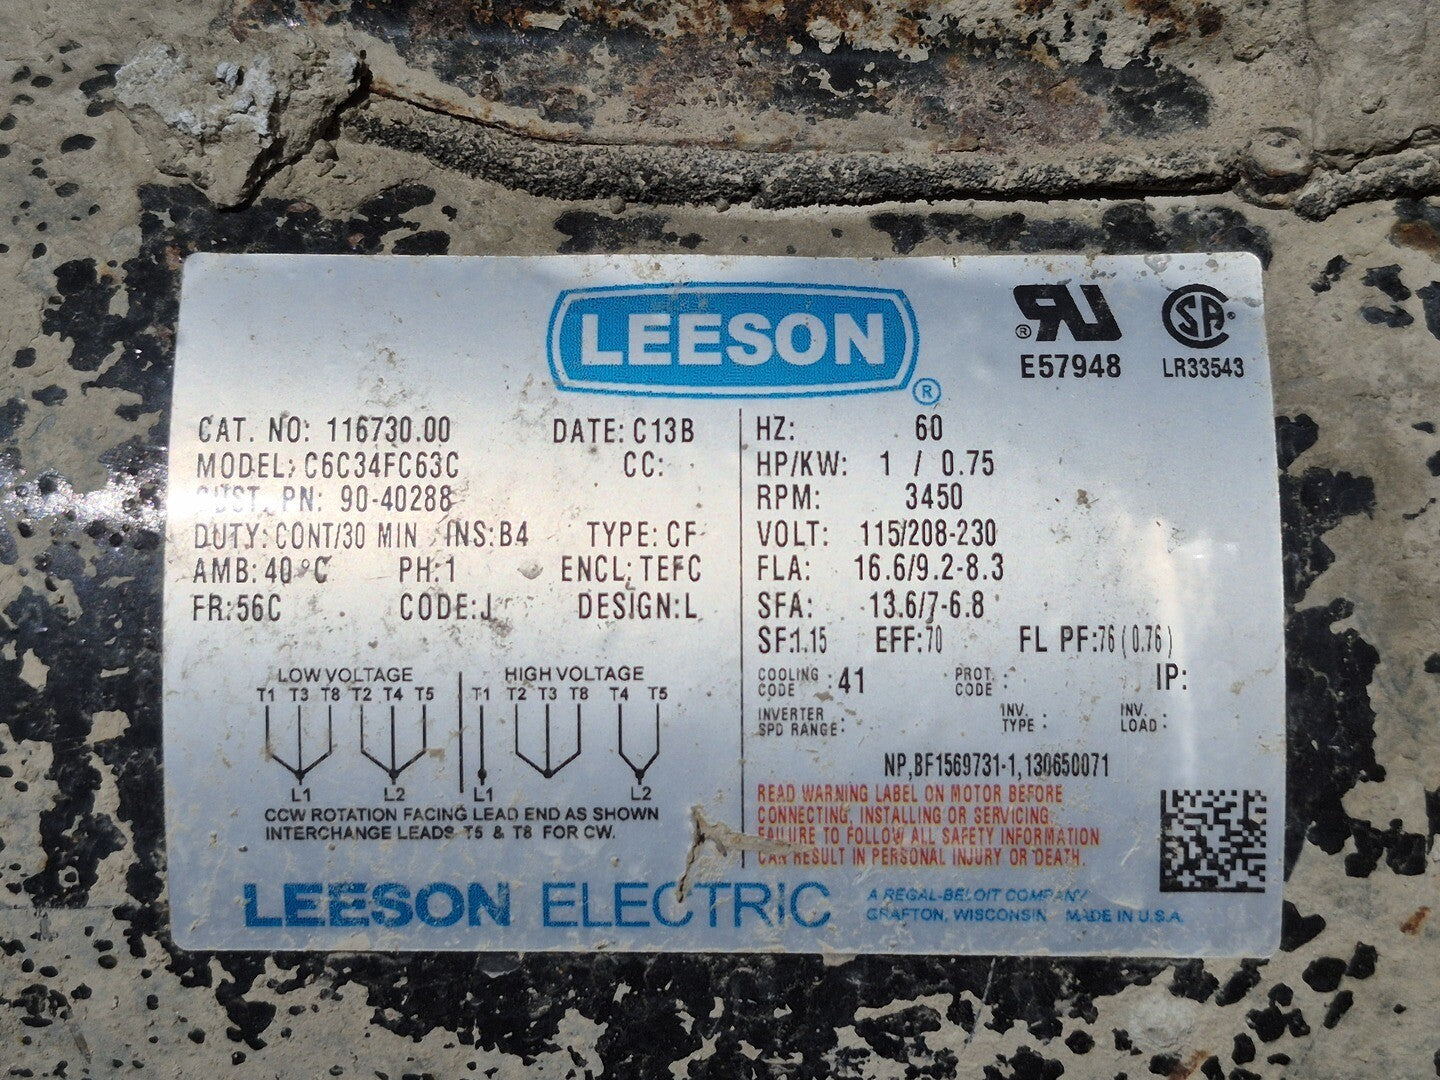 LEESON
®
®
E57948
SA
LR33543
CAT. NO: 116730.00 DATE: C13B
MODEL: C6C34FC63C CC:
CUST. PN: 90-40288
DUTY: CONT/30 MIN INS: B4 TYPE: CF
AMB: 40°C PH: 1 ENCL: TEFC
FR: 56C CODE: J DESIGN: L
HZ: 60
HP/KW: 1 / 0.75
RPM: 3450
VOLT: 115/208-230
FLA: 16.6/9.2-8.3
SFA: 13.6/7-6.8
SF: 1.15 EFF: 70 FL PF: 76 (0.76)
COOLING CODE : 41 PROT. CODE : IP:
INVERTER SPD RANGE: INV. TYPE : INV. LOAD :
LOW VOLTAGE HIGH VOLTAGE
T1 T3 T8 T2 T4 T5 T1 T2 T3 T8 T4 T5
L1 L2 L1 L2
CCW ROTATION FACING LEAD END AS SHOWN
INTERCHANGE LEADS T5 & T8 FOR CW.
NP,BF1569731-1,130650071
READ WARNING LABEL ON MOTOR BEFORE
CONNECTING, INSTALLING OR SERVICING.
FAILURE TO FOLLOW ALL SAFETY INFORMATION
CAN RESULT IN PERSONAL INJURY OR DEATH.
LEESON ELECTRIC
A REGAL-BELOIT COMPANY
GRAFTON, WISCONSIN MADE IN U.S.A.